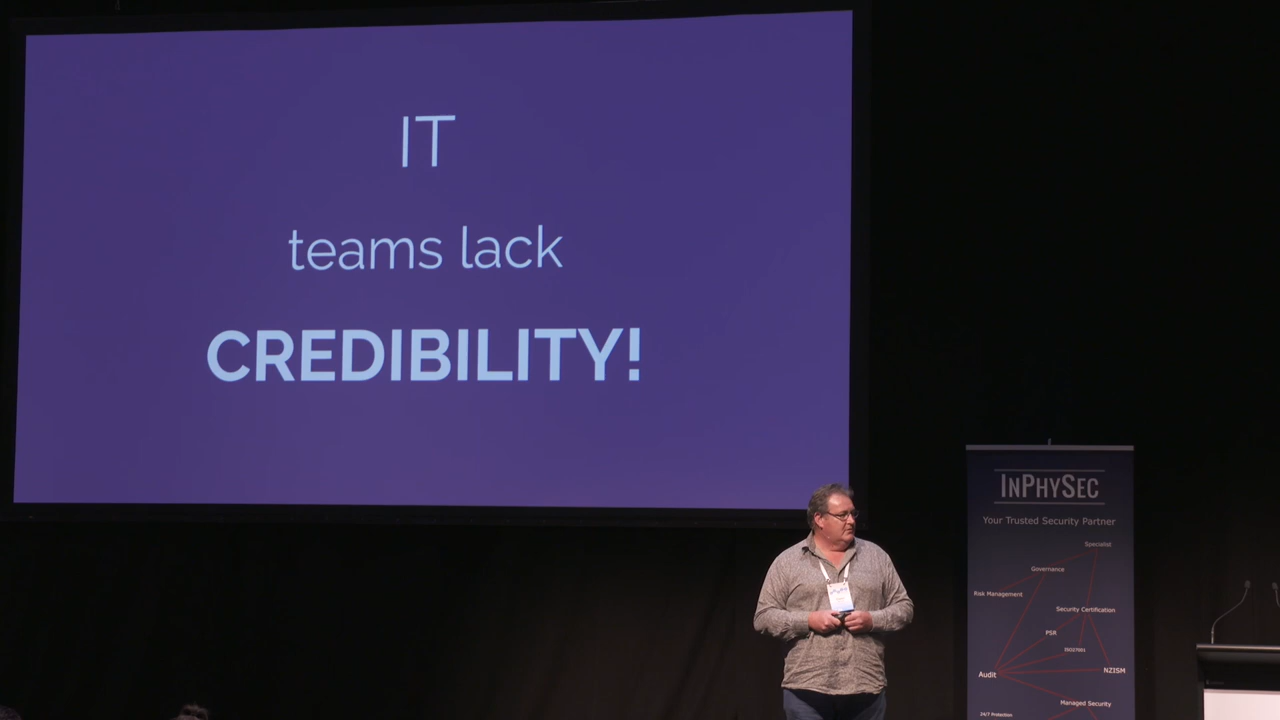 IT
teams lack
CREDIBILITY!
INPHYSEC
Your Trusted Security Partner
Specialist
Governance
Risk Management
Security Certification
PSR
ISO27001
Audit
NZISM
Managed Security
24/7 Protection